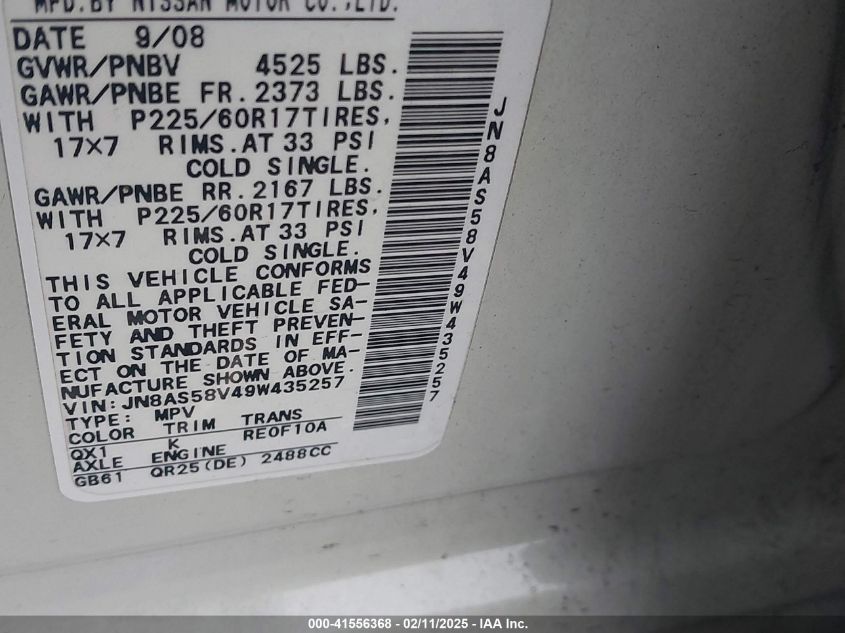 MFD.BY NISSAN MOTOR CO.,LTD.
DATE 9/08
GVWR/PNBV 4525 LBS.
GAWR/PNBE FR.2373 LBS.
WITH P225/60R17TIRES,
17×7 RIMS.AT 33 PSI
COLD SINGLE.
GAWR/PNBE RR.2167 LBS.
WITH P225/60R17TIRES,
17×7 RIMS.AT 33 PSI
COLD SINGLE.
THIS VEHICLE CONFORMS
TO ALL APPLICABLE FED-
ERAL MOTOR VEHICLE SA-
FETY AND THEFT PREVEN-
TION STANDARDS IN EFF-
ECT ON THE DATE OF MA-
NUFACTURE SHOWN ABOVE.
VIN:JN8AS58V49W435257
TYPE: MPV
COLOR TRIM TRANS
QX1 K RE0F10A
AXLE ENGINE
GB61 QR25(DE) 2488CC
JN8AS58V49W435257
000-41556368 - 02/11/2025 - IAA Inc.